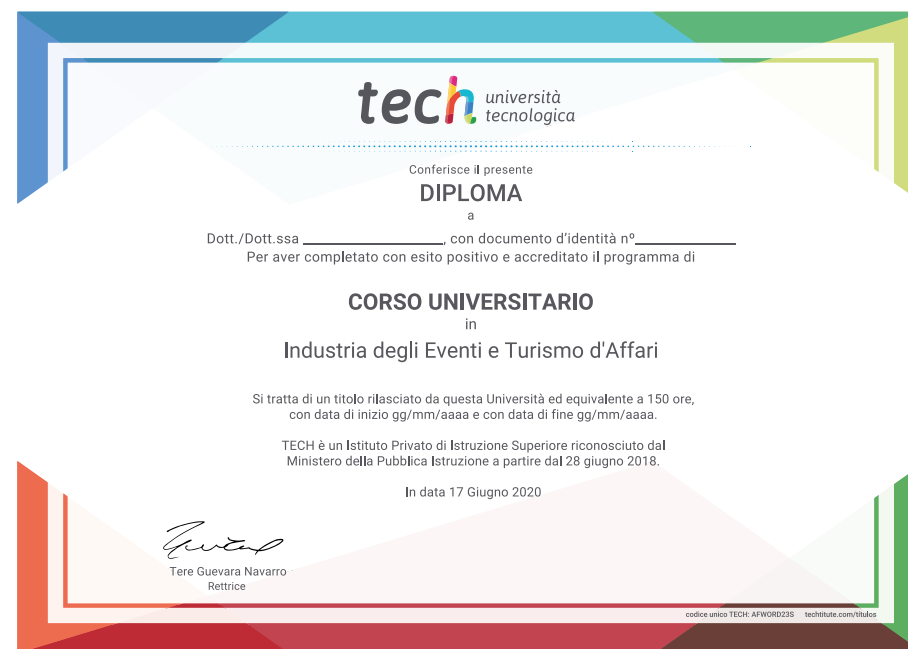 tech università
tecnologica
Conferisce il presente
DIPLOMA
a
Dott./Dott.ssa ____________________, con documento d'identità nº______________
Per aver completato con esito positivo e accreditato il programma di
CORSO UNIVERSITARIO
in
Industria degli Eventi e Turismo d'Affari
Si tratta di un titolo rilasciato da questa Università ed equivalente a 150 ore,
con data di inizio gg/mm/aaaa e con data di fine gg/mm/aaaa.
TECH è un Istituto Privato di Istruzione Superiore riconosciuto dal
Ministero della Pubblica Istruzione a partire dal 28 giugno 2018.
In data 17 Giugno 2020
Tere Guevara Navarro
Rettrice
codice unico TECH: AFWORD23S techtitute.com/titulos